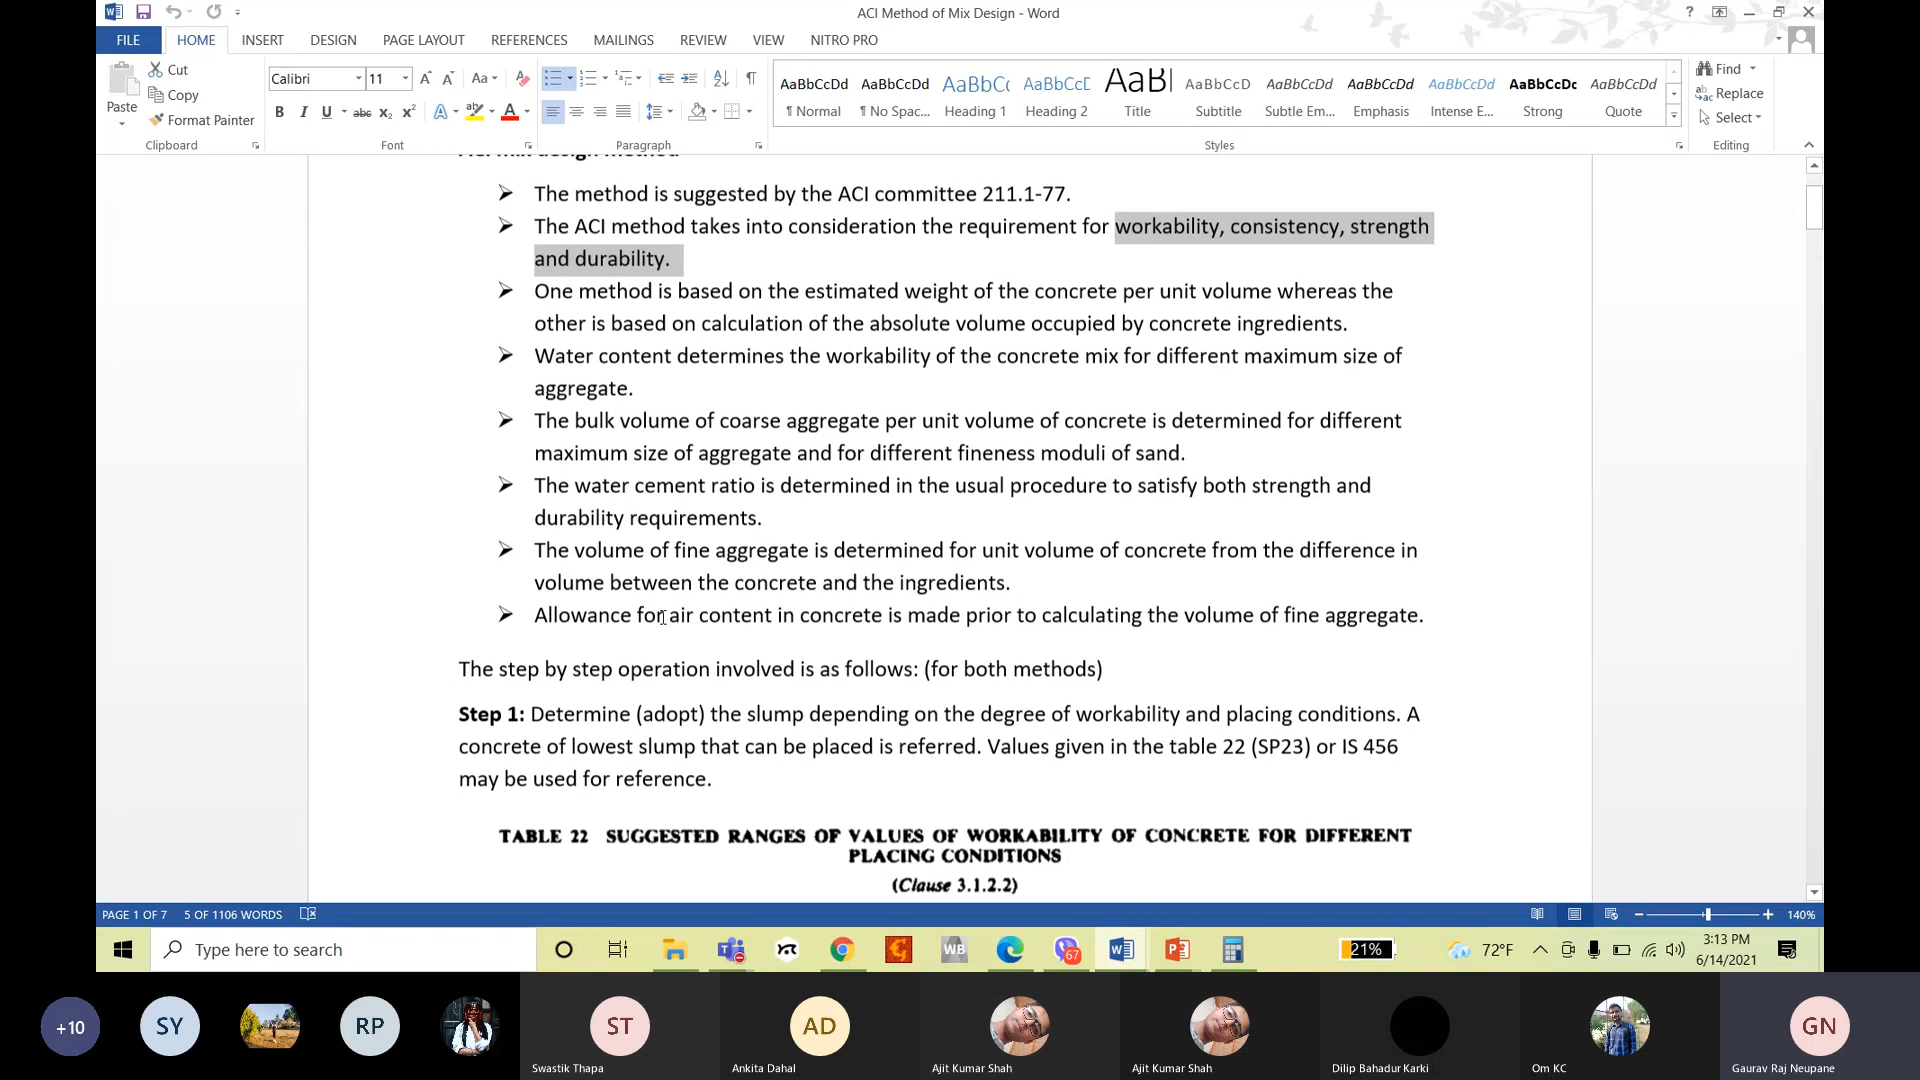 ACI Method of Mix Design - Word
FILE HOME INSERT DESIGN PAGE LAYOUT REFERENCES MAILINGS REVIEW VIEW NITRO PRO
Paste
Cut
Copy
Format Painter
Clipboard
Calibri 11
Font
Paragraph
AaBbCcDd AaBbCcDd AaBbCc AaBbCcD AaBl AaBbCcD AaBbCcDd AaBbCcDd AaBbCcDd AaBbCcDc AaBbCcDd
¶ Normal ¶ No Spac... Heading 1 Heading 2 Title Subtitle Subtle Em... Emphasis Intense E... Strong Quote
Styles
Find
Replace
Select
Editing
ACI mix design method
➢ The method is suggested by the ACI committee 211.1-77.
➢ The ACI method takes into consideration the requirement for workability, consistency, strength
and durability.
➢ One method is based on the estimated weight of the concrete per unit volume whereas the
other is based on calculation of the absolute volume occupied by concrete ingredients.
➢ Water content determines the workability of the concrete mix for different maximum size of
aggregate.
➢ The bulk volume of coarse aggregate per unit volume of concrete is determined for different
maximum size of aggregate and for different fineness moduli of sand.
➢ The water cement ratio is determined in the usual procedure to satisfy both strength and
durability requirements.
➢ The volume of fine aggregate is determined for unit volume of concrete from the difference in
volume between the concrete and the ingredients.
➢ Allowance for air content in concrete is made prior to calculating the volume of fine aggregate.
The step by step operation involved is as follows: (for both methods)
Step 1: Determine (adopt) the slump depending on the degree of workability and placing conditions. A
concrete of lowest slump that can be placed is referred. Values given in the table 22 (SP23) or IS 456
may be used for reference.
TABLE 22 SUGGESTED RANGES OF VALUES OF WORKABILITY OF CONCRETE FOR DIFFERENT
PLACING CONDITIONS
(Clause 3.1.2.2)
PAGE 1 OF 7 5 OF 1106 WORDS 140%
Type here to search
WB
67
21%
72°F
3:13 PM
6/14/2021
+10 SY RP ST AD GN
Swastik Thapa Ankita Dahal Ajit Kumar Shah Ajit Kumar Shah Dilip Bahadur Karki Om KC Gaurav Raj Neupane